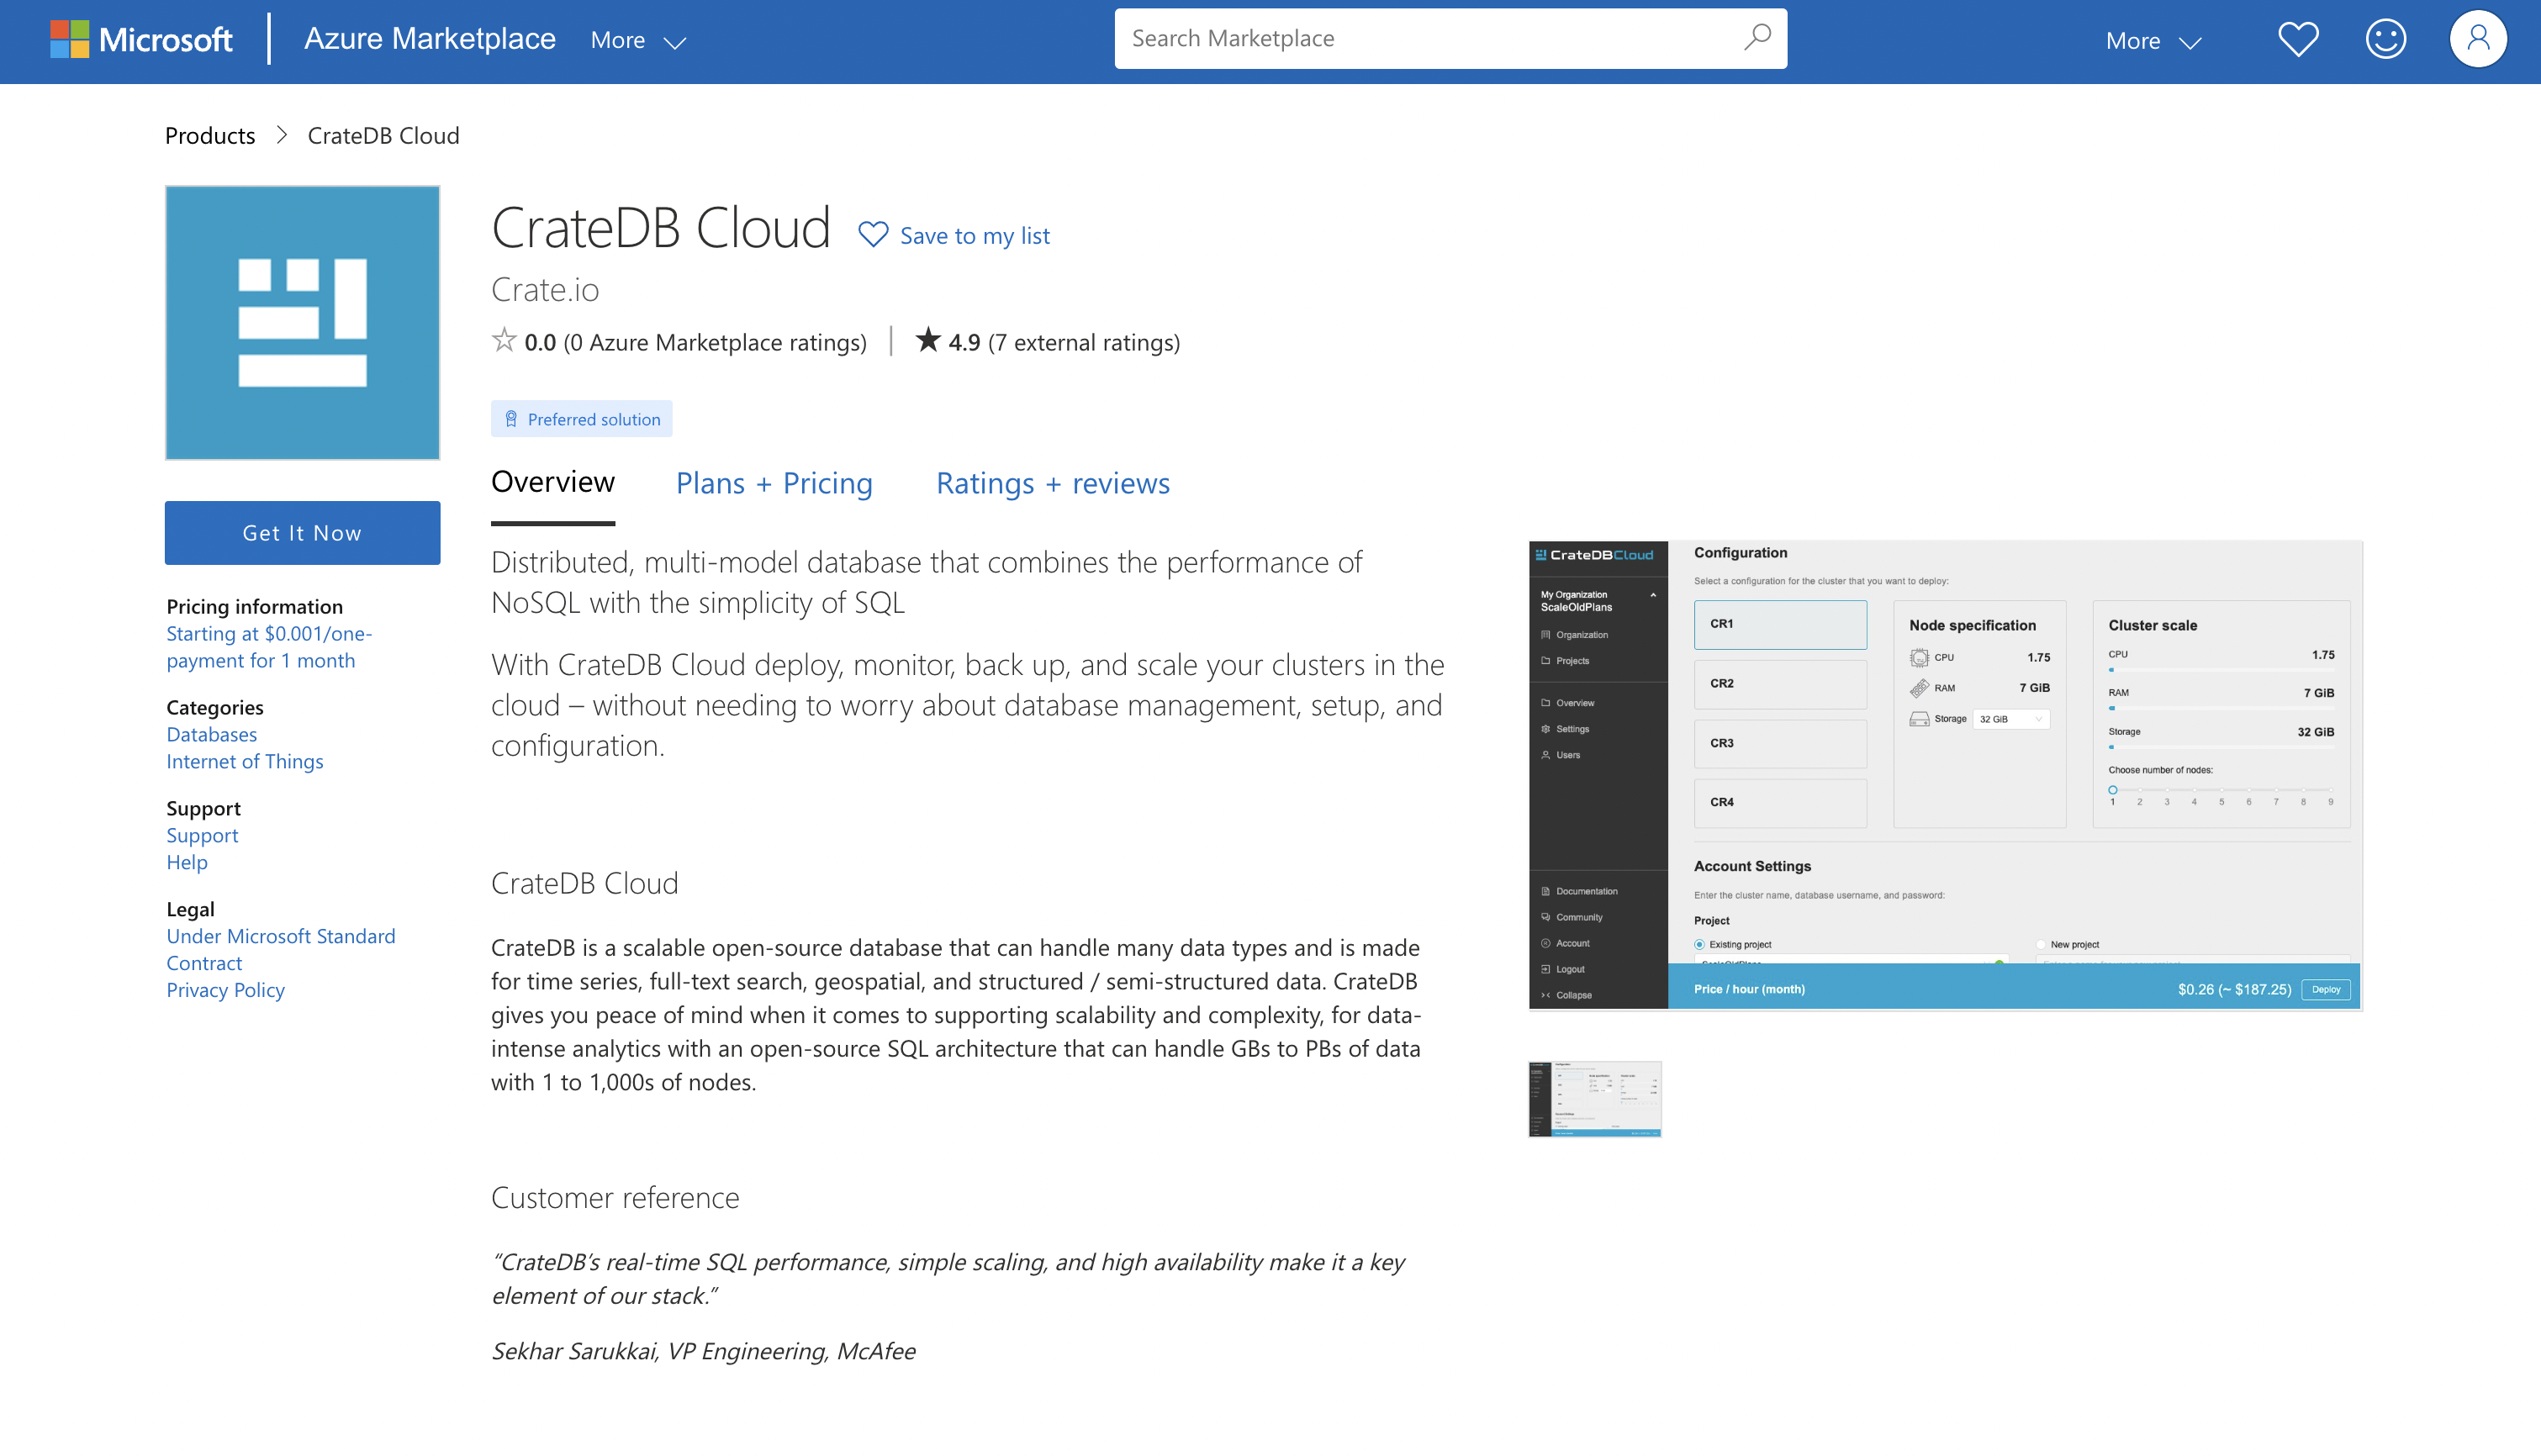 Microsoft
Azure Marketplace
More
Search Marketplace
More
Products
CrateDB Cloud
CrateDB Cloud
Save to my list
Crate.io
0.0 (0 Azure Marketplace ratings)
4.9 (7 external ratings)
Preferred solution
Overview
Plans + Pricing
Ratings + reviews
Get It Now
Pricing information
Starting at $0.001/one-
payment for 1 month
Categories
Databases
Internet of Things
Support
Support
Help
Legal
Under Microsoft Standard
Contract
Privacy Policy
Distributed, multi-model database that combines the performance of
NoSQL with the simplicity of SQL
With CrateDB Cloud deploy, monitor, back up, and scale your clusters in the
cloud – without needing to worry about database management, setup, and
configuration.
CrateDB Cloud
CrateDB is a scalable open-source database that can handle many data types and is made
for time series, full-text search, geospatial, and structured / semi-structured data. CrateDB
gives you peace of mind when it comes to supporting scalability and complexity, for data-
intense analytics with an open-source SQL architecture that can handle GBs to PBs of data
with 1 to 1,000s of nodes.
Customer reference
“CrateDB’s real-time SQL performance, simple scaling, and high availability make it a key
element of our stack.”
Sekhar Sarukkai, VP Engineering, McAfee
CrateDBCloud
My Organization
ScaleOldPlans
Organization
Projects
Overview
Settings
Users
Documentation
Community
Account
Logout
Collapse
Configuration
Select a configuration for the cluster that you want to deploy:
CR1
CR2
CR3
CR4
Node specification
CPU 1.75
RAM 7 GiB
Storage 32 GiB
Cluster scale
CPU 1.75
RAM 7 GiB
Storage 32 GiB
Choose number of nodes:
1 2 3 4 5 6 7 8 9
Account Settings
Enter the cluster name, database username, and password:
Project
Existing project
New project
Price / hour (month)
$0.26 (~ $187.25)
Deploy